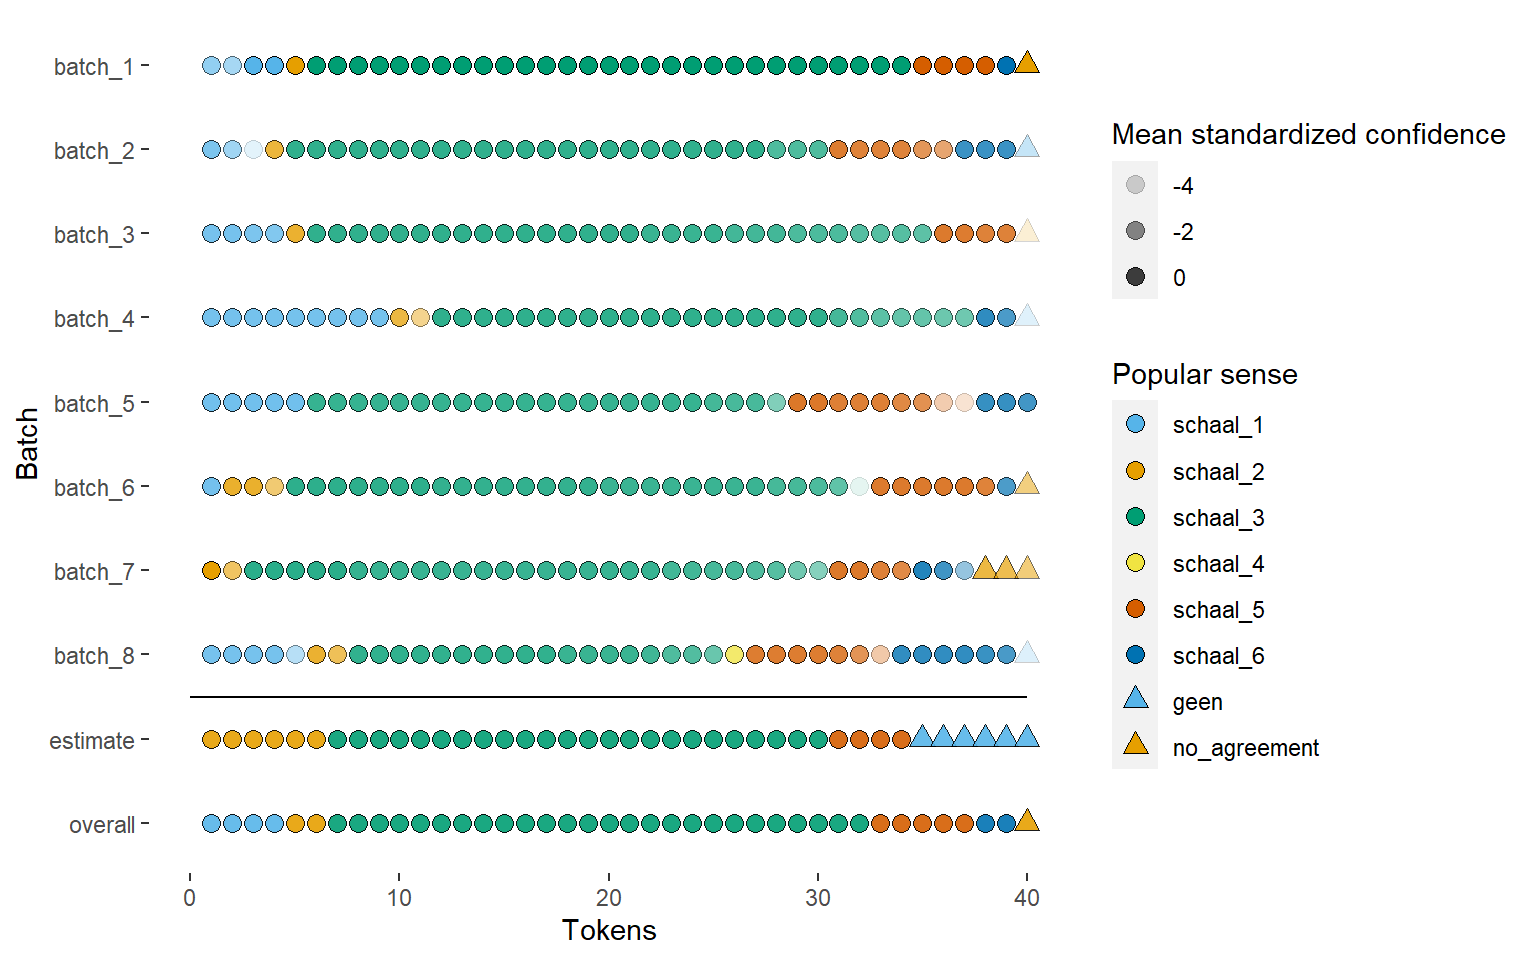 batch_1
batch_2
batch_3
batch_4
batch_5
batch_6
batch_7
batch_8
estimate
overall
Batch
0 10 20 30 40
Tokens
Mean standardized confidence
-4
-2
0
Popular sense
schaal_1
schaal_2
schaal_3
schaal_4
schaal_5
schaal_6
geen
no_agreement